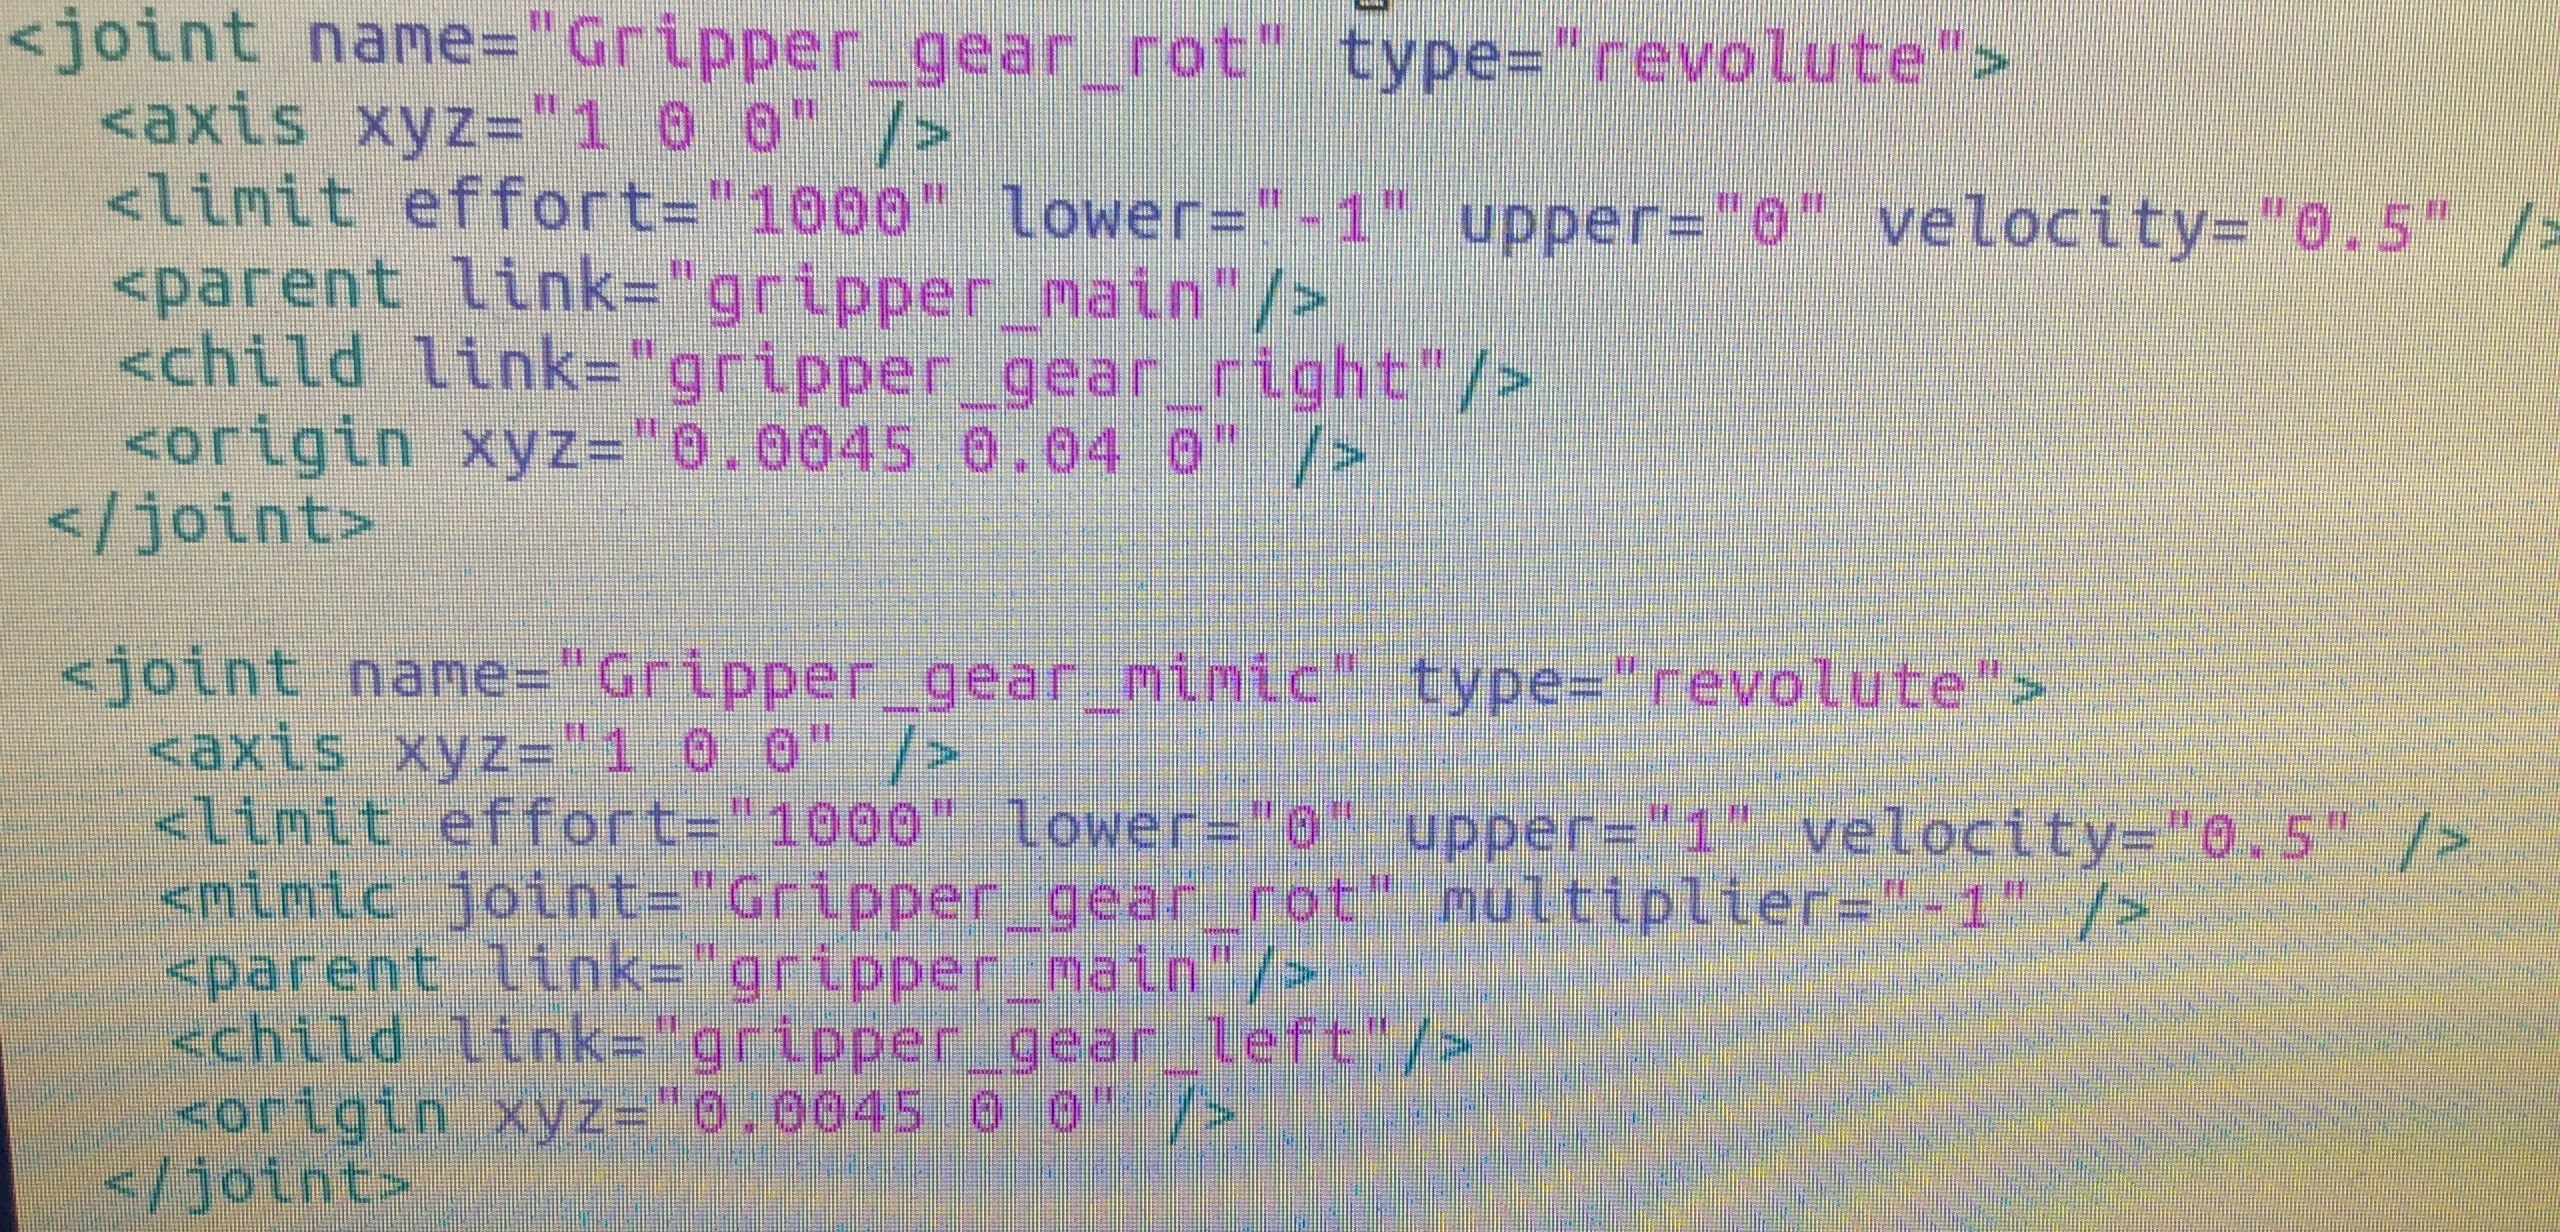 <joint name="Gripper_gear_rot" type="revolute">
<axis xyz="1 0 0" />
<limit effort="1000" lower="-1" upper="0" velocity="0.5" />
<parent link="gripper_main"/>
<child link="gripper_gear_right"/>
<origin xyz="0.0045 0.04 0" />
</joint>
<joint name="Gripper_gear_mimic" type="revolute">
<axis xyz="1 0 0" />
<limit effort="1000" lower="0" upper="1" velocity="0.5" />
<mimic joint="Gripper_gear_rot" multiplier="-1" />
<parent link="gripper_main"/>
<child link="gripper_gear_left"/>
<origin xyz="0.0045 0 0" />
</joint>